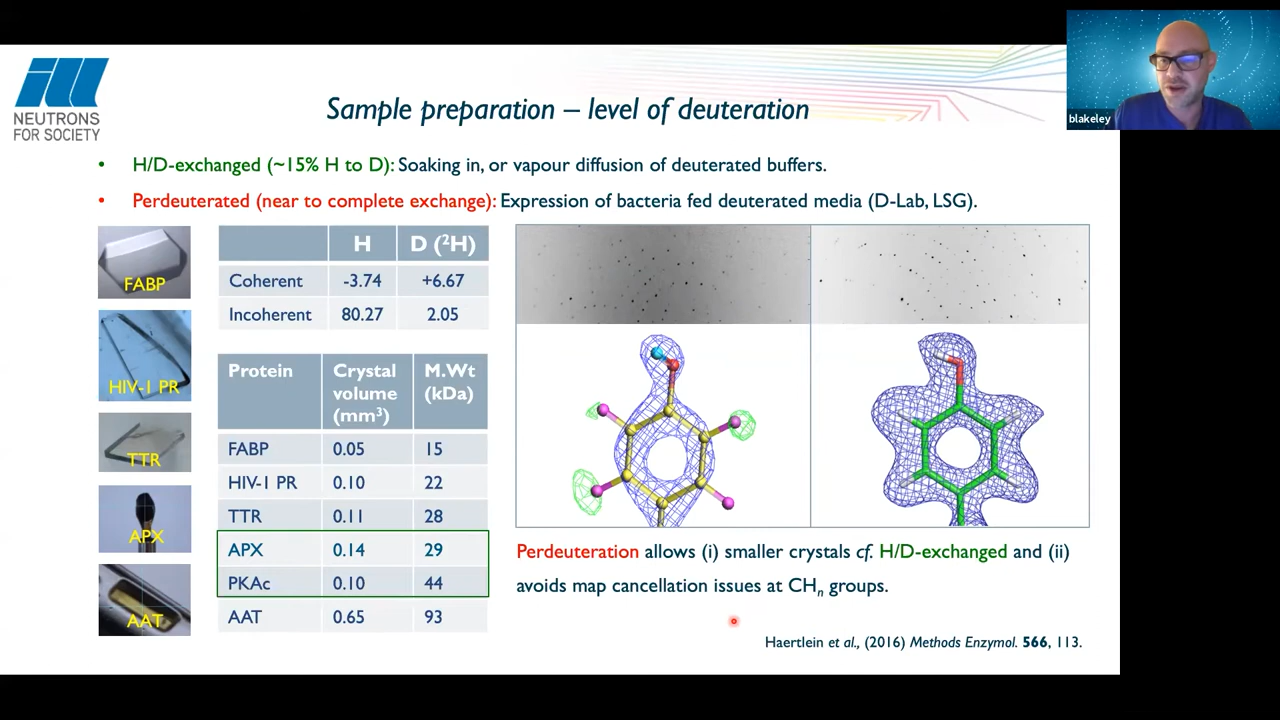 blakeley
ill
NEUTRONS
FOR SOCIETY
Sample preparation – level of deuteration
• H/D-exchanged (~15% H to D): Soaking in, or vapour diffusion of deuterated buffers.
• Perdeuterated (near to complete exchange): Expression of bacteria fed deuterated media (D-Lab, LSG).
FABP
HIV-1 PR
TTR
APX
AAT
H D (²H)
Coherent -3.74 +6.67
Incoherent 80.27 2.05
Protein Crystal volume (mm³) M.Wt (kDa)
FABP 0.05 15
HIV-1 PR 0.10 22
TTR 0.11 28
APX 0.14 29
PKAc 0.10 44
AAT 0.65 93
Perdeuteration allows (i) smaller crystals cf. H/D-exchanged and (ii)
avoids map cancellation issues at CHₙ groups.
Haertlein et al., (2016) Methods Enzymol. 566, 113.